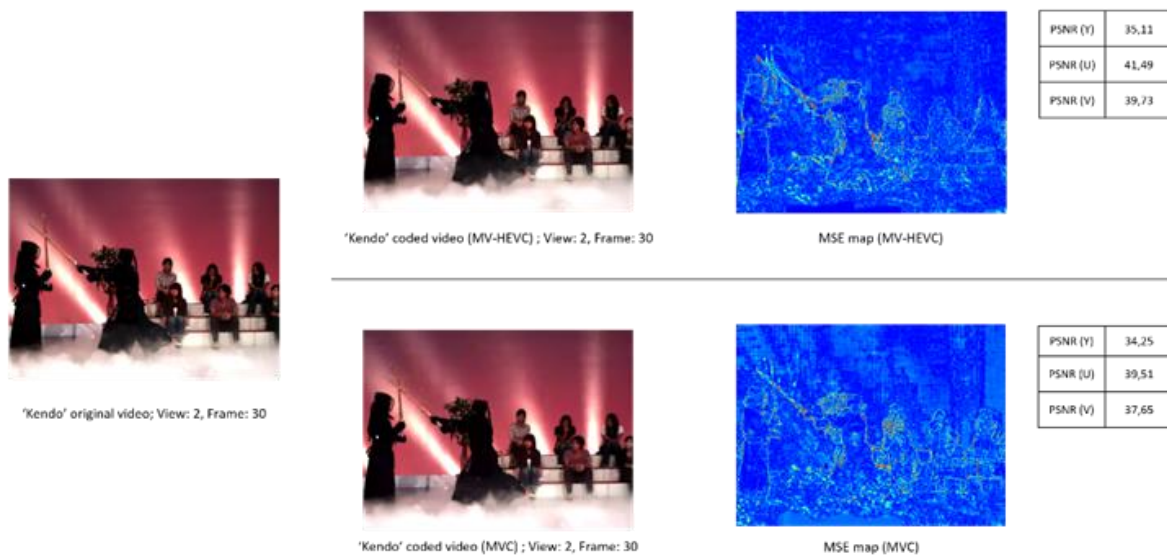 PSNR (Y) 35,11
PSNR (U) 41,49
PSNR (V) 39,73
'Kendo' coded video (MV-HEVC) ; View: 2, Frame: 30
MSE map (MV-HEVC)
'Kendo' original video; View: 2, Frame: 30
PSNR (Y) 34,25
PSNR (U) 39,51
PSNR (V) 37,65
'Kendo' coded video (MVC) ; View: 2, Frame: 30
MSE map (MVC)